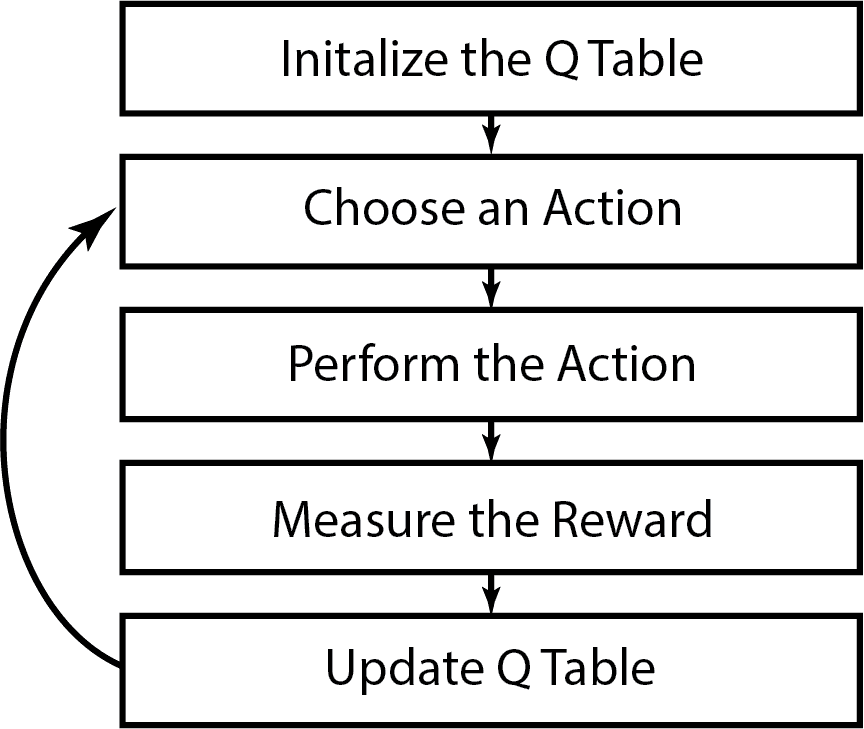 Initalize the Q Table
Choose an Action
Perform the Action
Measure the Reward
Update Q Table